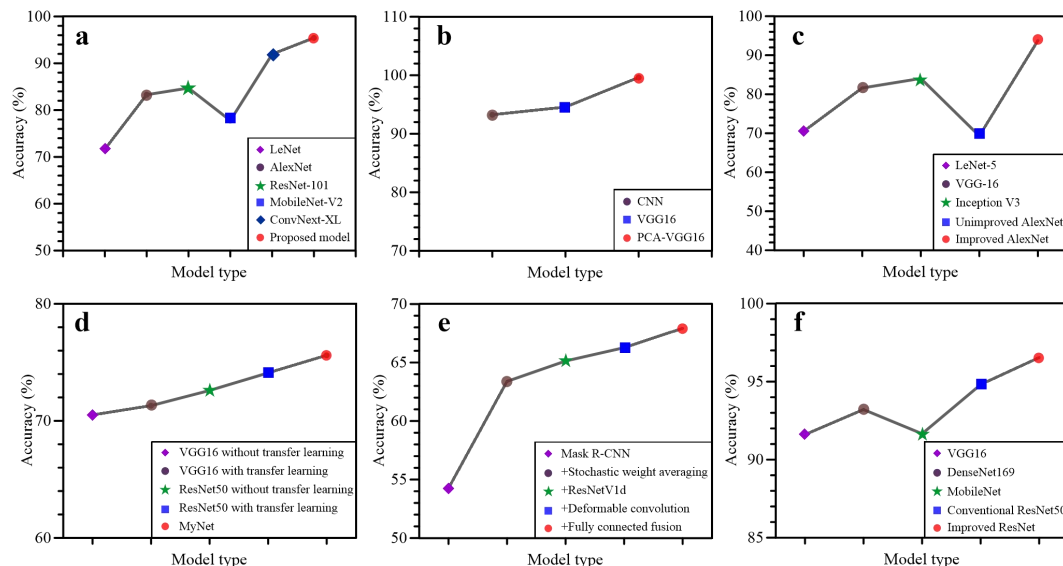 a
Accuracy (%)
100
90
80
70
60
50
LeNet
AlexNet
ResNet-101
MobileNet-V2
ConvNext-XL
Proposed model
Model type
b
Accuracy (%)
110
100
90
80
70
CNN
VGG16
PCA-VGG16
Model type
c
Accuracy (%)
100
90
80
70
60
50
40
LeNet-5
VGG-16
Inception V3
Unimproved AlexNet
Improved AlexNet
Model type
d
Accuracy (%)
80
70
60
VGG16 without transfer learning
VGG16 with transfer learning
ResNet50 without transfer learning
ResNet50 with transfer learning
MyNet
Model type
e
Accuracy (%)
70
65
60
55
50
Mask R-CNN
+Stochastic weight averaging
+ResNetV1d
+Deformable convolution
+Fully connected fusion
Model type
f
Accuracy (%)
100
95
90
85
VGG16
DenseNet169
MobileNet
Conventional ResNet50
Improved ResNet
Model type